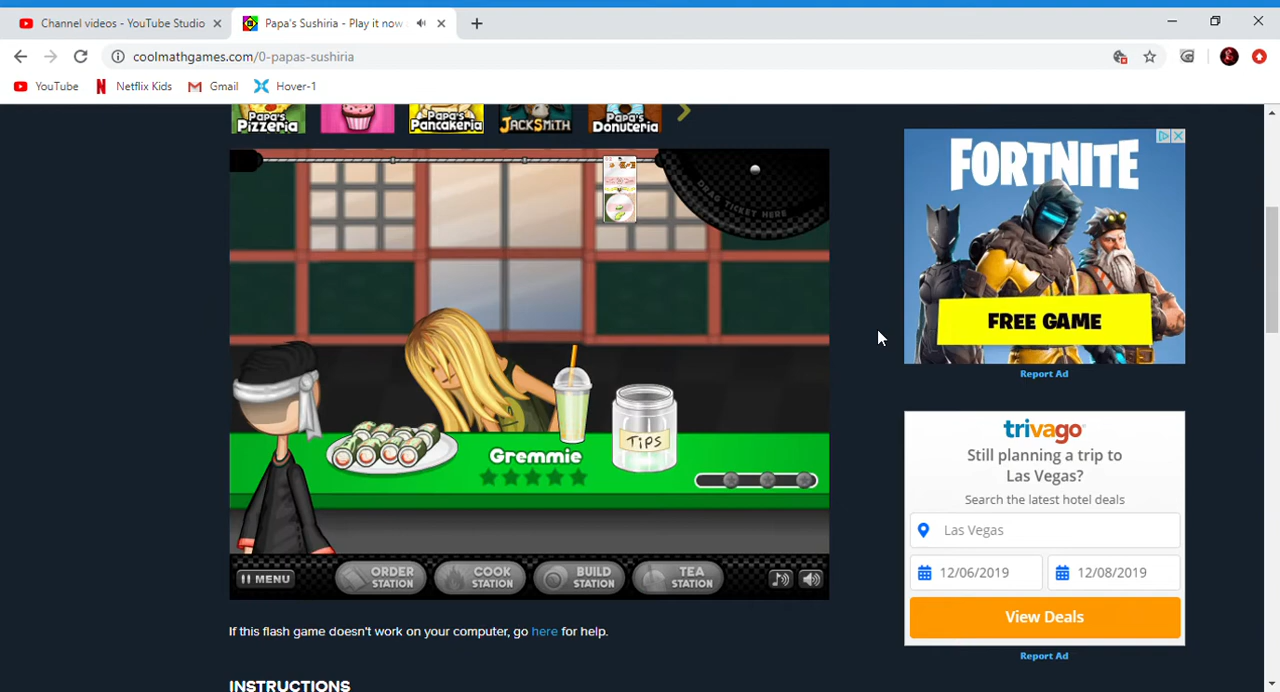 Channel videos - YouTube Studio
Papa's Sushiria - Play it now
coolmathgames.com/0-papas-sushiria
YouTube
Netflix Kids
Gmail
Hover-1
Papa's
Pizzeria
Papa's
Pancakeria
JACKSMITH
Papa's
Donuteria
DRAG TICKET HERE
FORTNITE
FREE GAME
Report Ad
TIPS
Gremmie
MENU
ORDER
STATION
COOK
STATION
BUILD
STATION
TEA
STATION
trivago
Still planning a trip to
Las Vegas?
Search the latest hotel deals
Las Vegas
12/06/2019
12/08/2019
View Deals
Report Ad
If this flash game doesn't work on your computer, go here for help.
INSTRUCTIONS